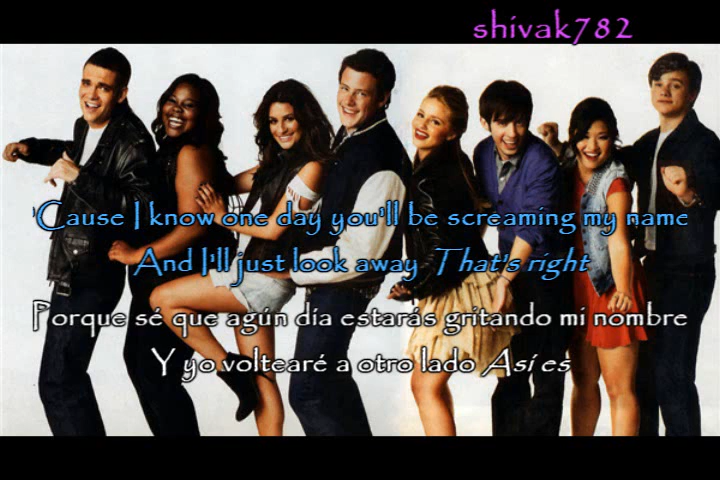 shivak782
'Cause I know one day you'll be screaming my name
And I'll just look away That's right
Porque sé que agún día estarás gritando mi nombre
Y yo voltearé a otro lado Así es